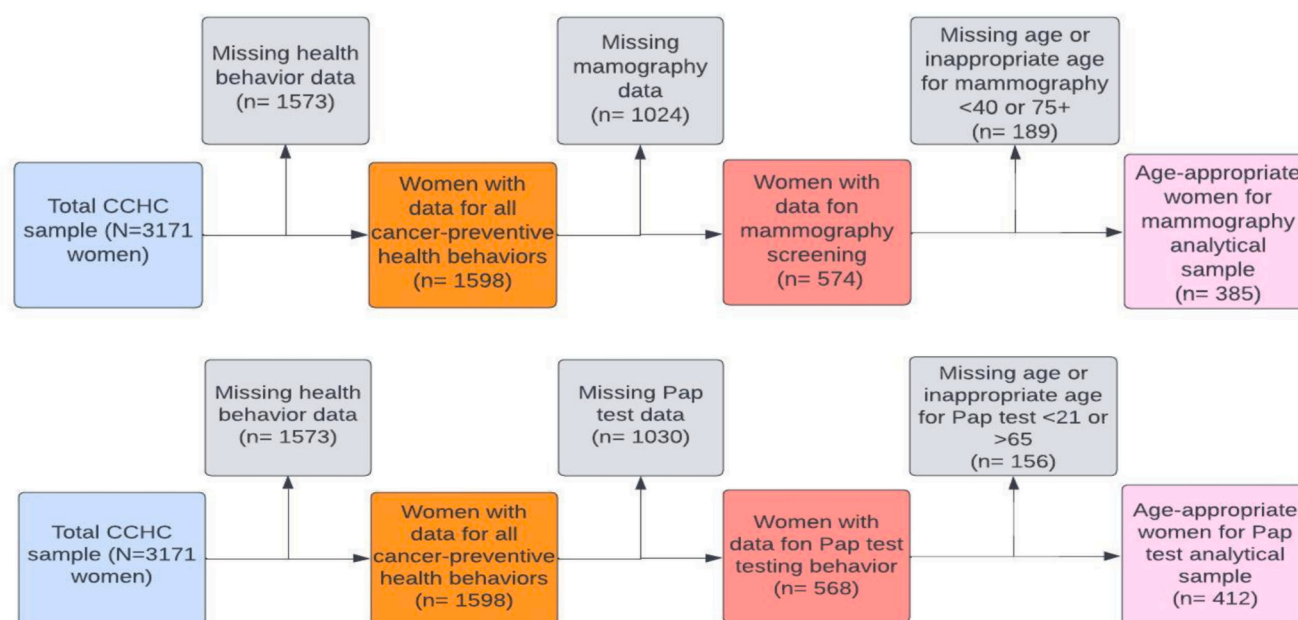 Missing health
behavior data
(n= 1573)
Missing
mamography
data
(n= 1024)
Missing age or
inappropriate age
for mammography
<40 or 75+
(n= 189)
Total CCHC
sample (N=3171
women)
Women with
data for all
cancer-preventive
health behaviors
(n= 1598)
Women with
data fon
mammography
screening
(n= 574)
Age-appropriate
women for
mammography
analytical
sample
(n= 385)
Missing health
behavior data
(n= 1573)
Missing Pap
test data
(n= 1030)
Missing age or
inappropriate age
for Pap test <21 or
>65
(n= 156)
Total CCHC
sample (N=3171
women)
Women with
data for all
cancer-preventive
health behaviors
(n= 1598)
Women with
data fon Pap test
testing behavior
(n= 568)
Age-appropriate
women for Pap
test analytical
sample
(n= 412)